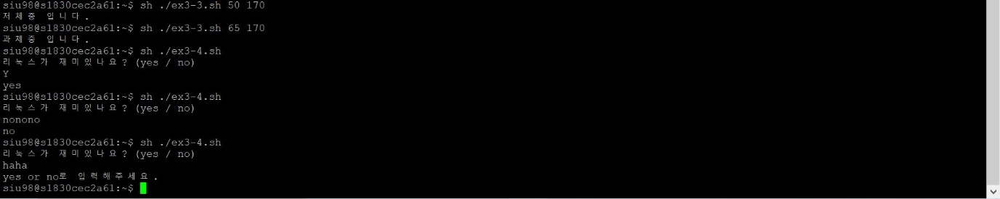 siu98@s1830cec2a61:~$ sh ./ex3-3.sh 50 170
저체중 입니다.
siu98@s1830cec2a61:~$ sh ./ex3-3.sh 65 170
과체중 입니다.
siu98@s1830cec2a61:~$ sh ./ex3-4.sh
리눅스가 재미있나요? (yes / no)
Y
yes
siu98@s1830cec2a61:~$ sh ./ex3-4.sh
리눅스가 재미있나요? (yes / no)
nonono
no
siu98@s1830cec2a61:~$ sh ./ex3-4.sh
리눅스가 재미있나요? (yes / no)
haha
yes or no로 입력해주세요.
siu98@s1830cec2a61:~$